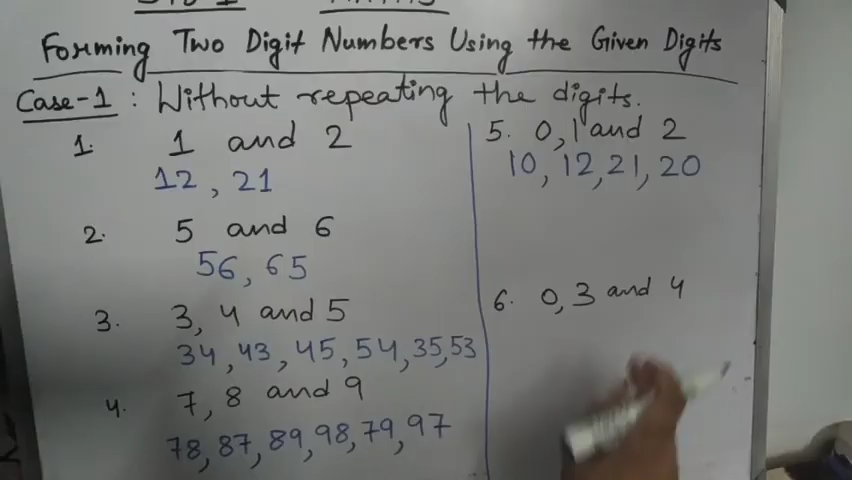 Forming Two Digit Numbers Using the Given Digits
Case-1 : Without repeating the digits.
1. 1 and 2
12, 21
2. 5 and 6
56, 65
3. 3, 4 and 5
34, 43, 45, 54, 35, 53
4. 7, 8 and 9
78, 87, 89, 98, 79, 97
5. 0, 1 and 2
10, 12, 21, 20
6. 0, 3 and 4